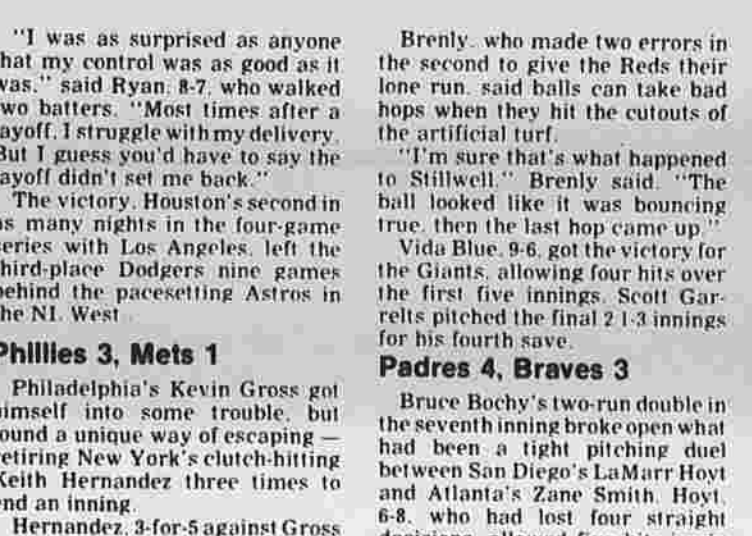 "I was as surprised as anyone
hat my control was as good as it
was," said Ryan, 8-7, who walked
wo batters. "Most times after a
ayoff, I struggle with my delivery.
But I guess you'd have to say the
ayoff didn't set me back."
The victory, Houston's second in
as many nights in the four-game
eries with Los Angeles, left the
hird-place Dodgers nine games
behind the pacesetting Astros in
he NL West.
Phillies 3, Mets 1
Philadelphia's Kevin Gross got
imself into some trouble, but
ound a unique way of escaping —
etiring New York's clutch-hitting
Keith Hernandez three times to
nd an inning.
Hernandez, 3-for-5 against Gross
Brenly, who made two errors in
the second to give the Reds their
lone run, said balls can take bad
hops when they hit the cutouts of
the artificial turf.
"I'm sure that's what happened
to Stillwell," Brenly said. "The
ball looked like it was bouncing
true, then the last hop came up."
Vida Blue, 9-6, got the victory for
the Giants, allowing four hits over
the first five innings. Scott Gar-
relts pitched the final 2 1-3 innings
for his fourth save.
Padres 4, Braves 3
Bruce Bochy's two-run double in
the seventh inning broke open what
had been a tight pitching duel
between San Diego's LaMarr Hoyt
and Atlanta's Zane Smith. Hoyt,
6-8, who had lost four straight